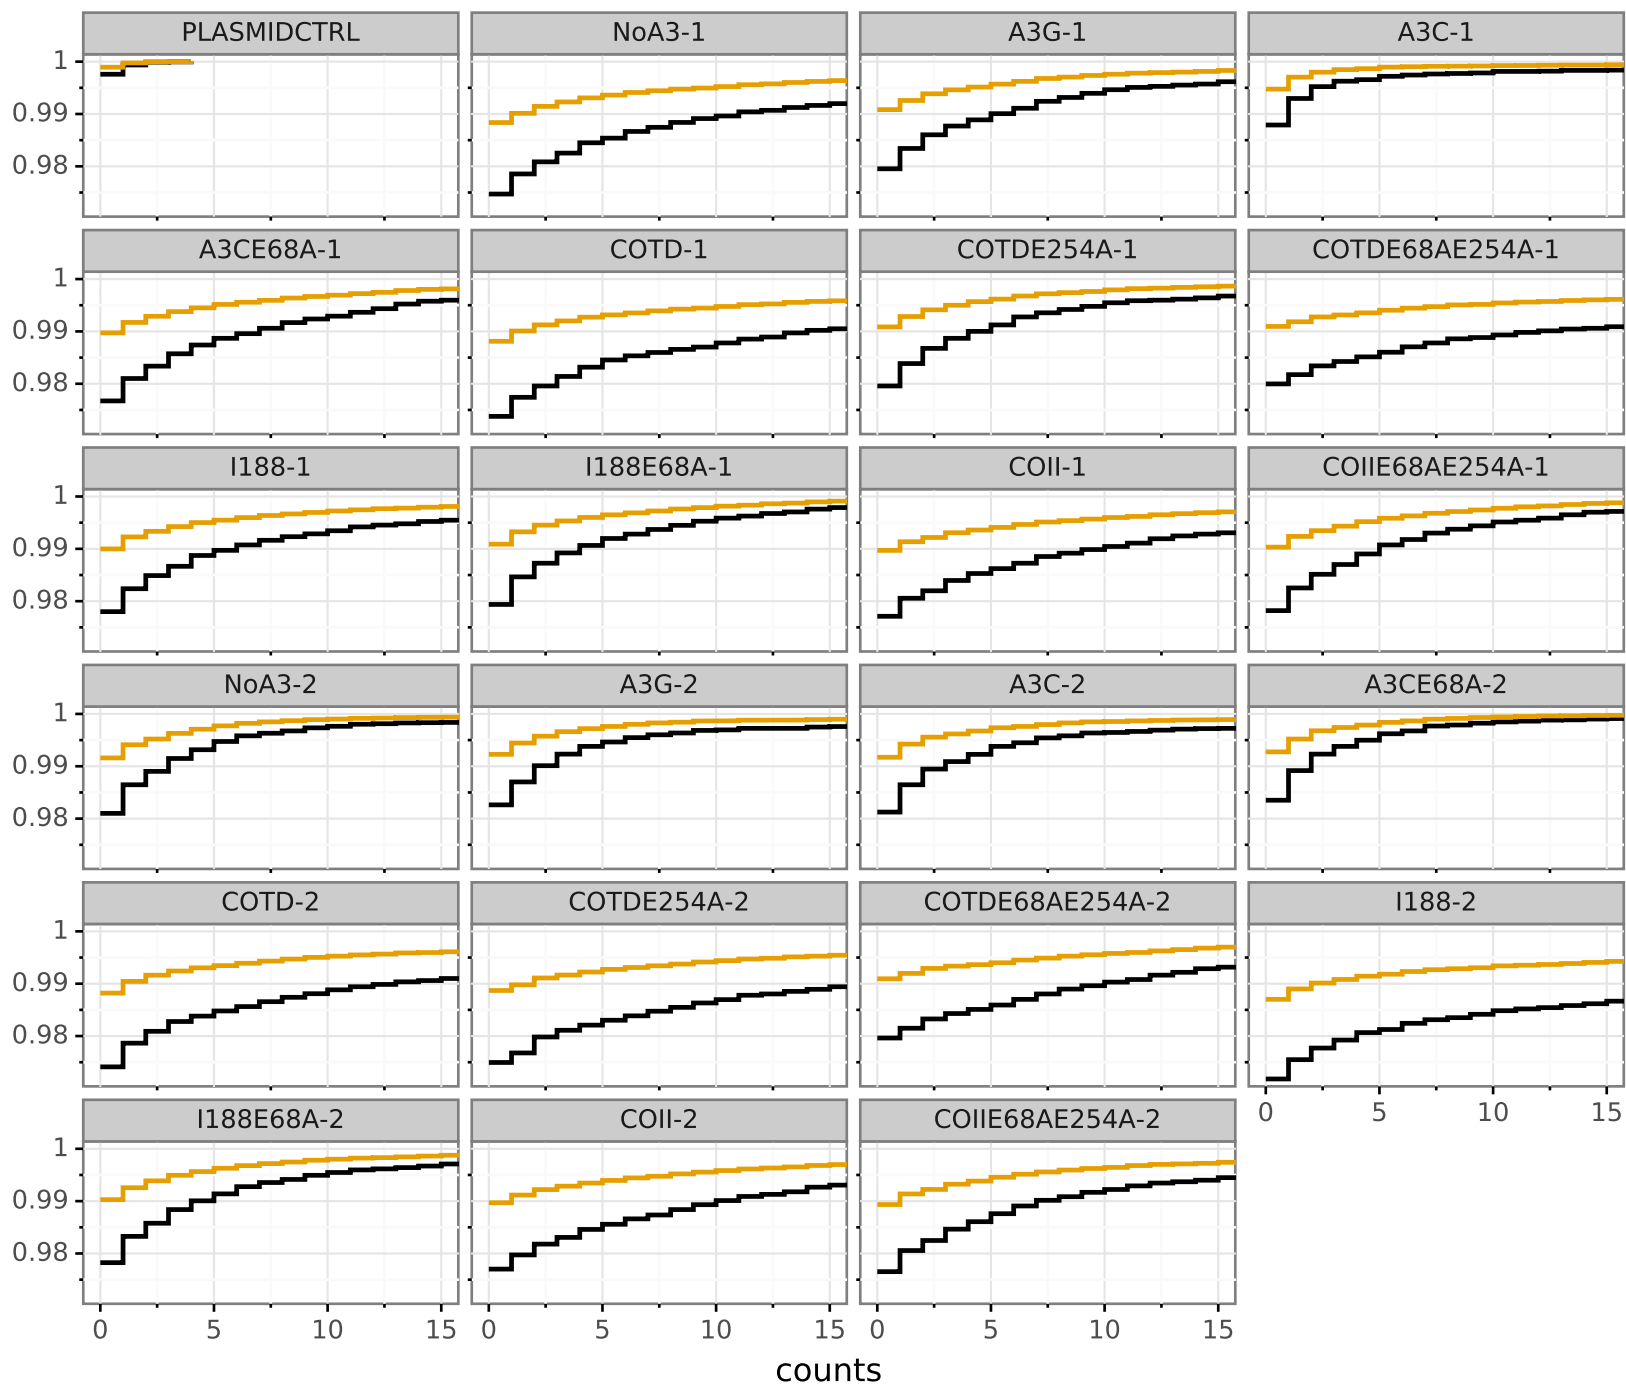 PLASMIDCTRL NoA3-1 A3G-1 A3C-1
1
0.99
0.98
A3CE68A-1 COTD-1 COTDE254A-1 COTDE68AE254A-1
1
0.99
0.98
I188-1 I188E68A-1 COII-1 COIIE68AE254A-1
1
0.99
0.98
NoA3-2 A3G-2 A3C-2 A3CE68A-2
1
0.99
0.98
COTD-2 COTDE254A-2 COTDE68AE254A-2 I188-2
1
0.99
0.98
0 5 10 15
I188E68A-2 COII-2 COIIE68AE254A-2
1
0.99
0.98
0 5 10 15 0 5 10 15 0 5 10 15
counts